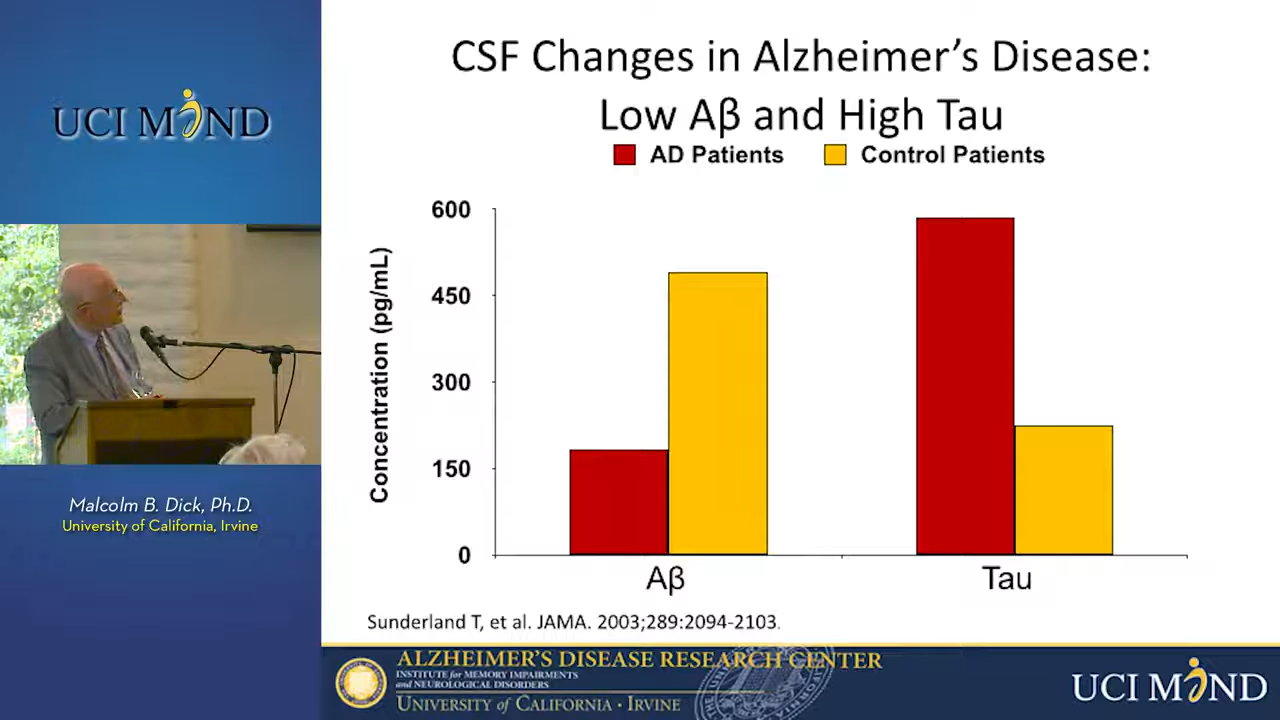 UCI MIND
Malcolm B. Dick, Ph.D.
University of California, Irvine
CSF Changes in Alzheimer's Disease:
Low Aβ and High Tau
AD Patients
Control Patients
Concentration (pg/mL)
600
450
300
150
0
Aβ
Tau
Sunderland T, et al. JAMA. 2003;289:2094-2103.
ALZHEIMER'S DISEASE RESEARCH CENTER
INSTITUTE for MEMORY IMPAIRMENTS
and NEUROLOGICAL DISORDERS
UNIVERSITY of CALIFORNIA · IRVINE
UCI MIND